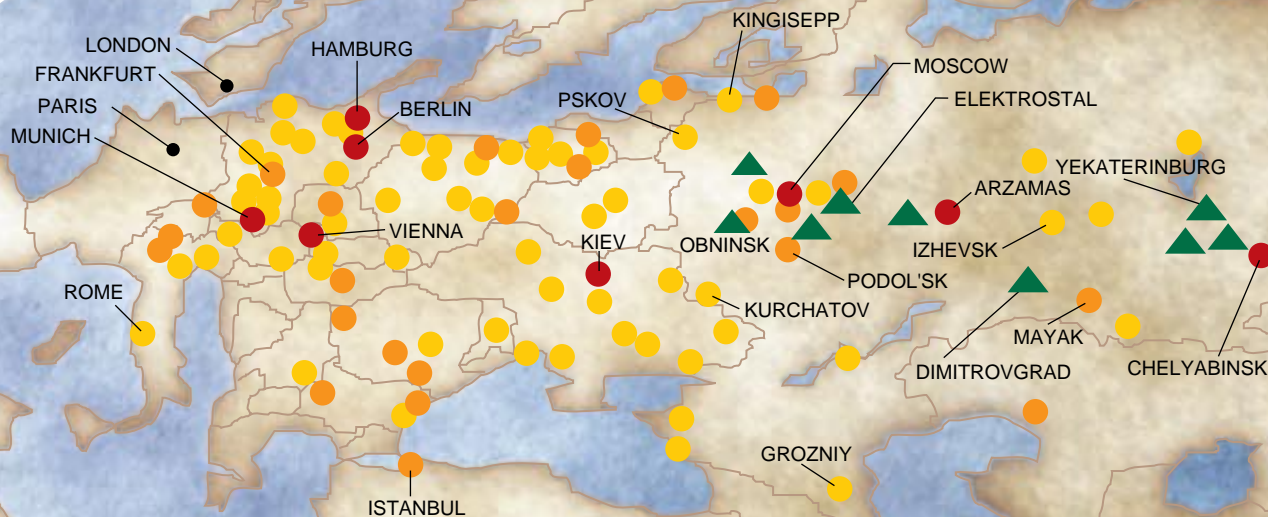 KINGISEPP
LONDON
HAMBURG
MOSCOW
FRANKFURT
PSKOV
ELEKTROSTAL
PARIS
BERLIN
MUNICH
YEKATERINBURG
ARZAMAS
VIENNA
KIEV
OBNINSK
IZHEVSK
PODOL'SK
ROME
KURCHATOV
MAYAK
DIMITROVGRAD
CHELYABINSK
GROZNIY
ISTANBUL